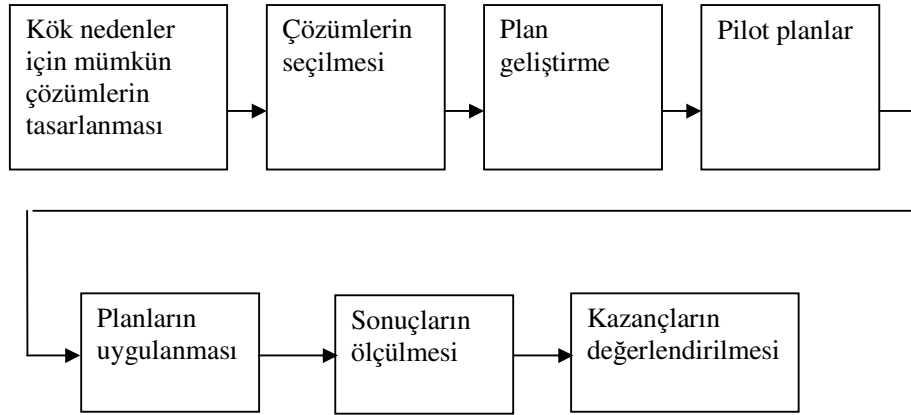 Kök nedenler
için mümkün
çözümlerin
tasarlanması
Çözümlerin
seçilmesi
Plan
geliştirme
Pilot planlar
Planların
uygulanması
Sonuçların
ölçülmesi
Kazançların
değerlendirilmesi